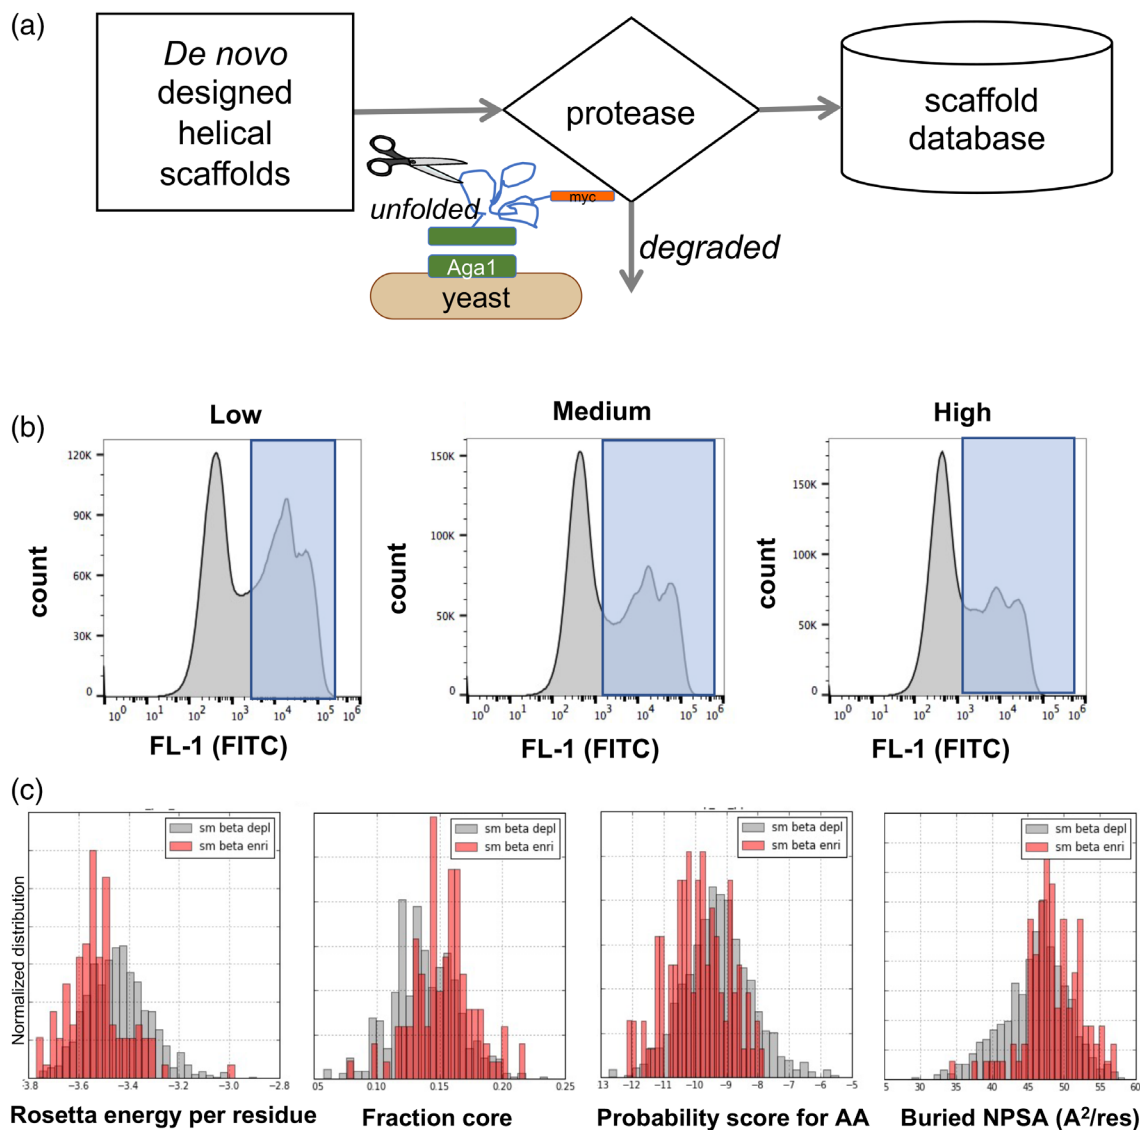 (a)
De novo
designed
helical
scaffolds
protease
scaffold
database
unfolded
myc
degraded
Aga1
yeast
(b)
Low
Medium
High
120K
90K
60K
30K
0
count
10^0 10^1 10^2 10^3 10^4 10^5 10^6
FL-1 (FITC)
150K
100K
50K
0
count
10^0 10^1 10^2 10^3 10^4 10^5 10^6
FL-1 (FITC)
150K
100K
50K
0
count
10^0 10^1 10^2 10^3 10^4 10^5 10^6
FL-1 (FITC)
(c)
Normalized distribution
sm beta depl
sm beta enri
-3.8 -3.6 -3.4 -3.2 -3.0 -2.8
Rosetta energy per residue
sm beta depl
sm beta enri
05 0.10 0.15 0.20 0.25
Fraction core
sm beta depl
sm beta enri
13 −12 −11 −10 −9 −8 −7 −6 −5
Probability score for AA
sm beta depl
sm beta enri
5 30 35 40 45 50 55 60
Buried NPSA (A²/res)